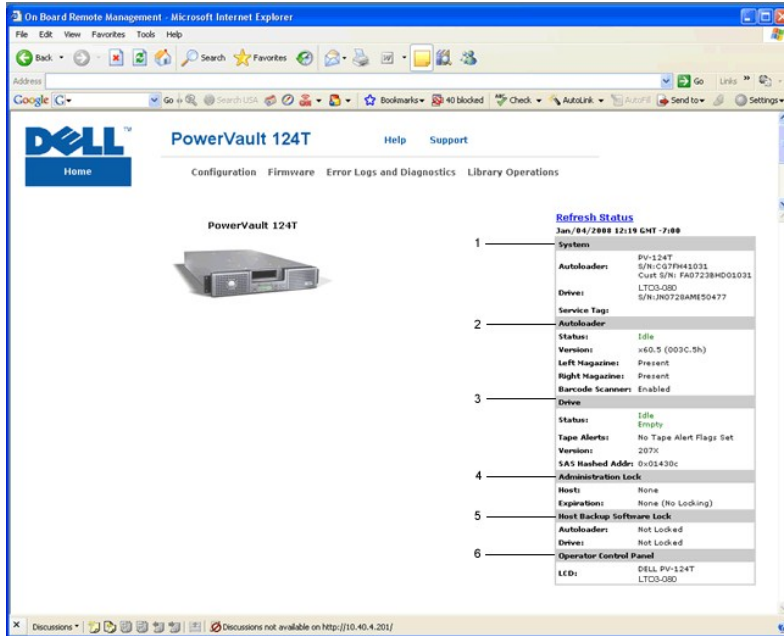 On Board Remote Management - Microsoft Internet Explorer
File Edit View Favorites Tools Help
Back Search Favorites
Address Go Links »
Google G Search USA Bookmarks 40 blocked Check AutoLink AutoFill Send to Settings
DELL™ PowerVault 124T Help Support
Home Configuration Firmware Error Logs and Diagnostics Library Operations
PowerVault 124T
Refresh Status
Jan/04/2008 12:19 GMT -7:00
1 System
Autoloader: PV-124T
S/N:CG7FH41031
Cust S/N: FA0723BHD01031
Drive: LTO3-080
S/N:JN0728AME50477
Service Tag:
2 Autoloader
Status: Idle
Version: x60.5 (003C.5h)
Left Magazine: Present
Right Magazine: Present
Barcode Scanner: Enabled
3 Drive
Status: Idle
Empty
Tape Alerts: No Tape Alert Flags Set
Version: 207X
SAS Hashed Addr: 0x01430c
4 Administration Lock
Host: None
Expiration: None (No Locking)
5 Host Backup Software Lock
Autoloader: Not Locked
Drive: Not Locked
6 Operator Control Panel
LCD: DELL PV-124T
LTO3-080
Discussions Discussions not available on http://10.40.4.201/